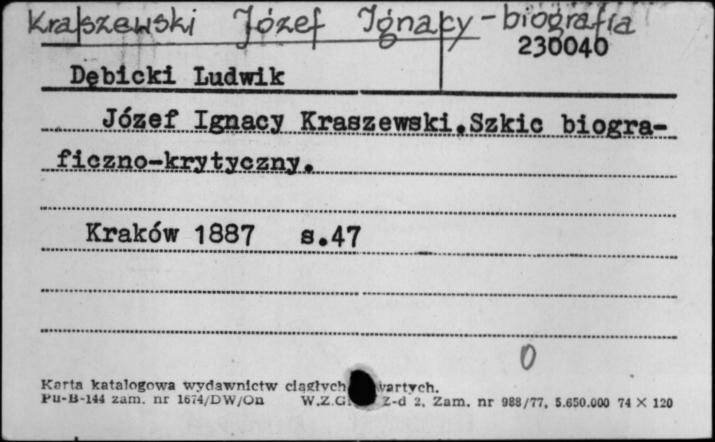 Kraszewski Józef Ignacy - biografia
230040
Dębicki Ludwik
Józef Ignacy Kraszewski.Szkic biogra-
ficzno-krytyczny.
Kraków 1887 s.47
0
Karta katalogowa wydawnictw ciągłych wartych.
Pu-B-144 zam. nr 1674/DW/On W.Z.G. Z-d 2, Zam. nr 988/77, 5.650.000 74 × 120